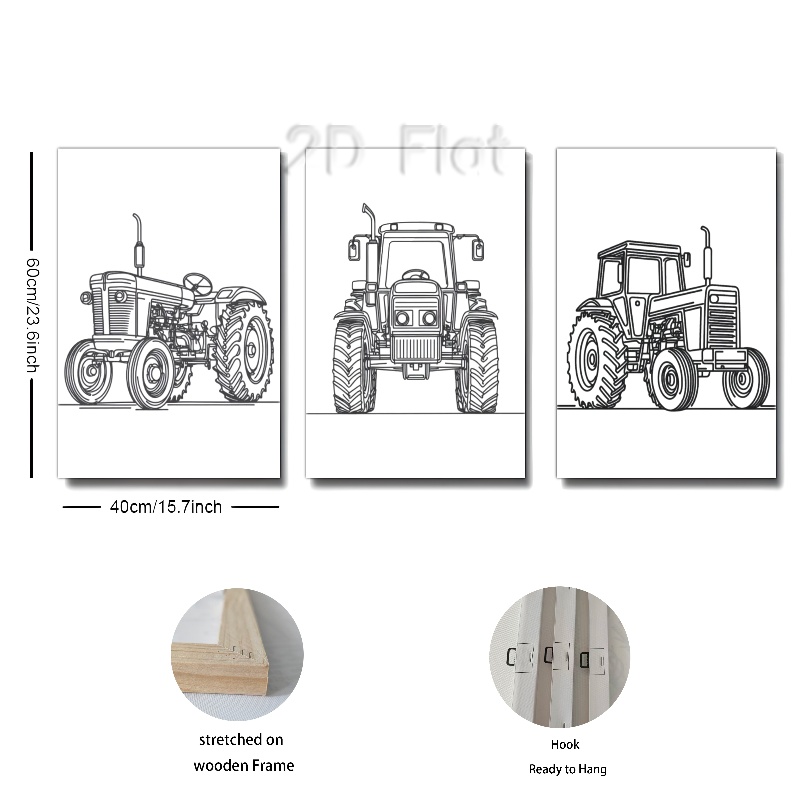 2D Flat
60cm/23.6inch
40cm/15.7inch
stretched on
wooden Frame
Hook
Ready to Hang